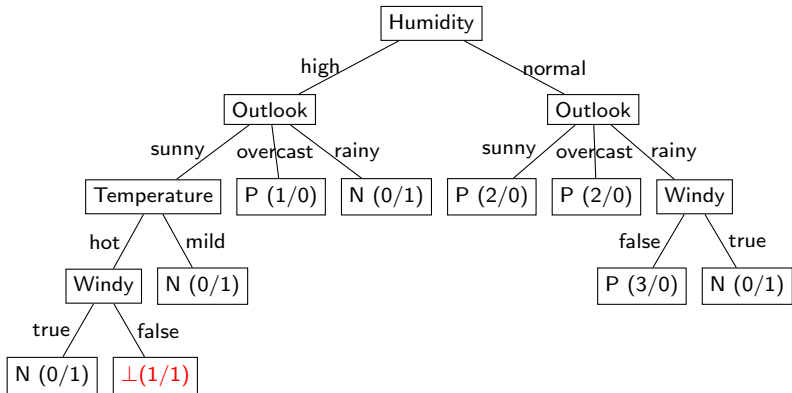 Humidity
high
normal
Outlook
Outlook
sunny
overcast
rainy
sunny
overcast
rainy
Temperature
P (1/0)
N (0/1)
P (2/0)
P (2/0)
Windy
hot
mild
false
true
Windy
N (0/1)
P (3/0)
N (0/1)
true
false
N (0/1)
⊥(1/1)